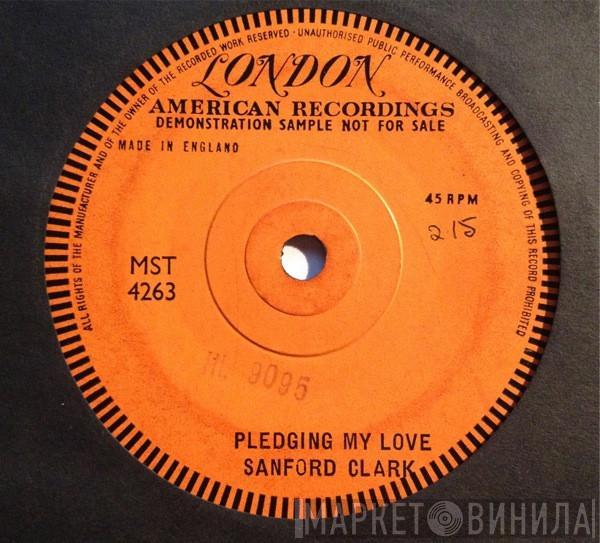 ALL RIGHTS OF THE MANUFACTURER AND OF THE OWNER OF THE RECORDED WORK RESERVED · UNAUTHORISED PUBLIC PERFORMANCE BROADCASTING AND COPYING OF THIS RECORD PROHIBITED
LONDON
AMERICAN RECORDINGS
DEMONSTRATION SAMPLE NOT FOR SALE
MADE IN ENGLAND
45 RPM
215
MST
4263
HL 9095
PLEDGING MY LOVE
SANFORD CLARK
МАРКЕТ ВИНИЛА